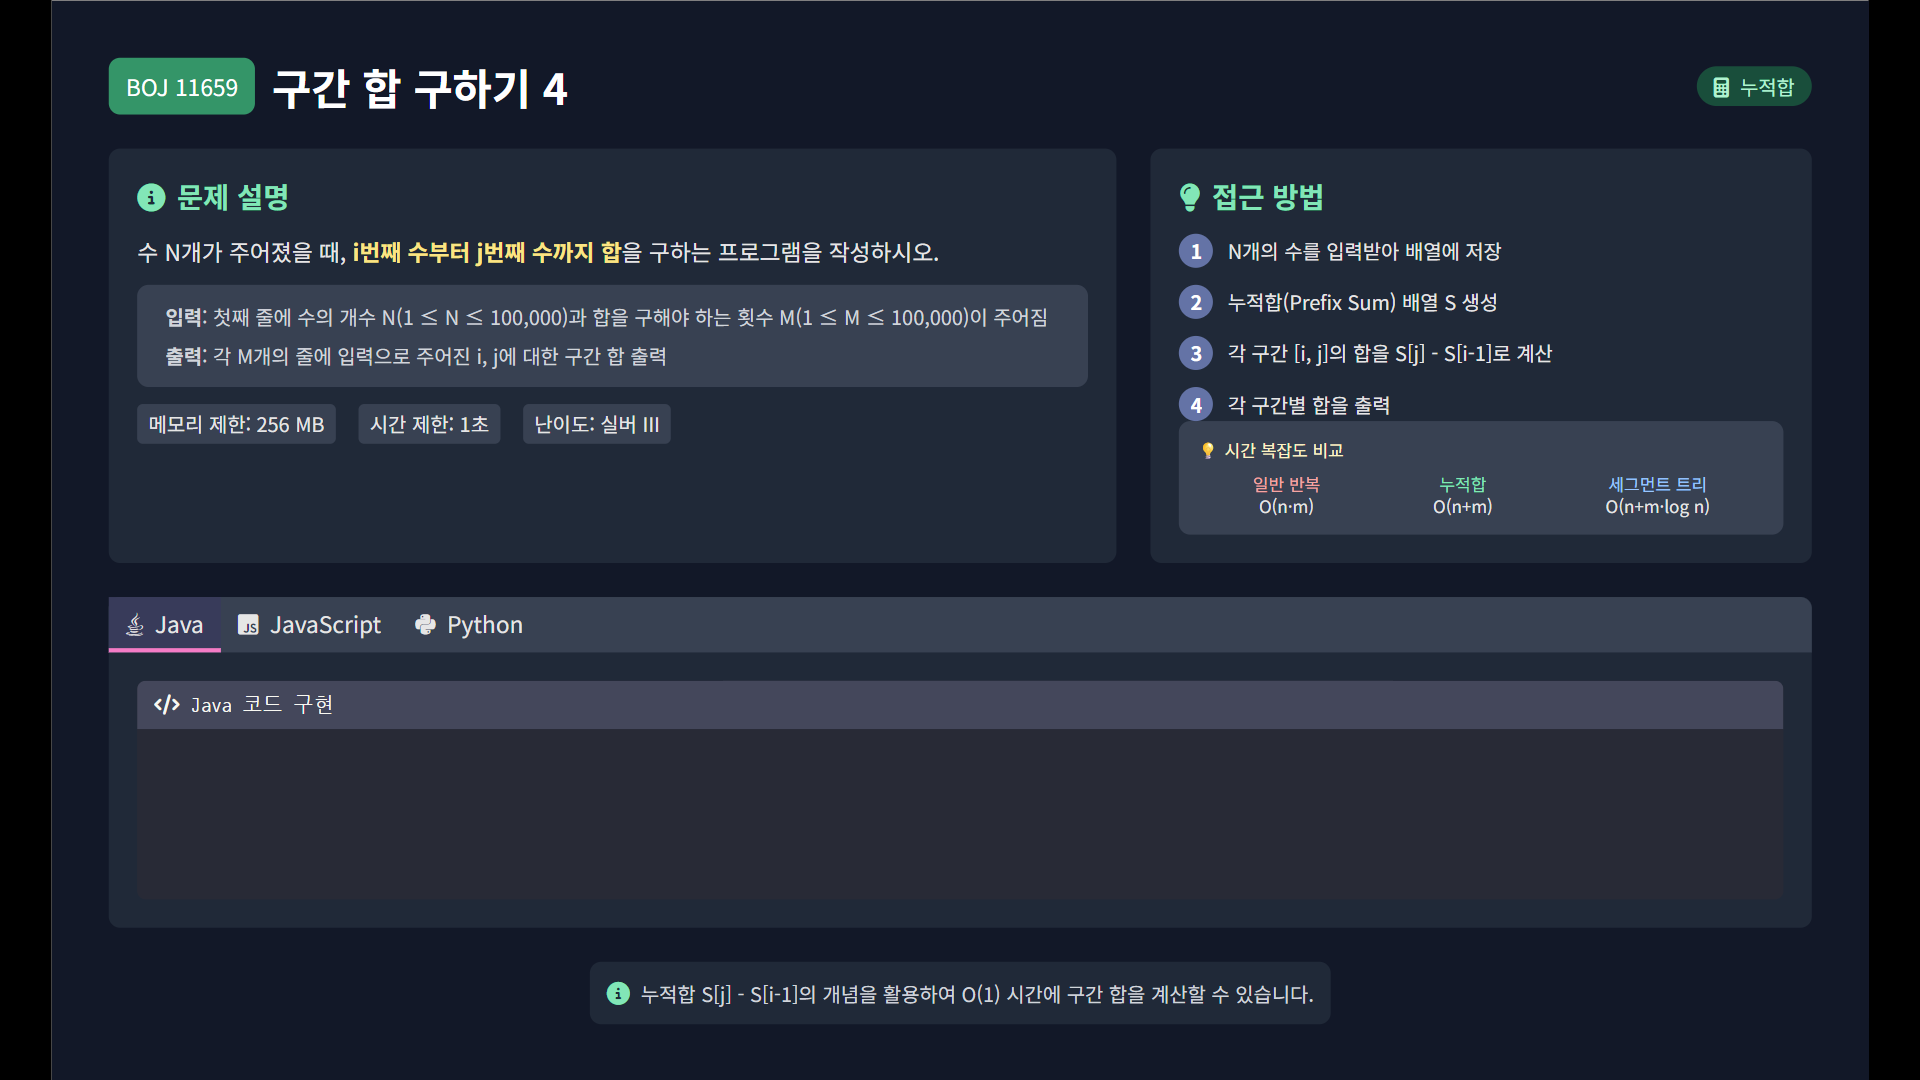 BOJ 11659
구간 합 구하기 4
누적합
문제 설명
수 N개가 주어졌을 때, i번째 수부터 j번째 수까지 합을 구하는 프로그램을 작성하시오.
입력: 첫째 줄에 수의 개수 N(1 ≤ N ≤ 100,000)과 합을 구해야 하는 횟수 M(1 ≤ M ≤ 100,000)이 주어짐
출력: 각 M개의 줄에 입력으로 주어진 i, j에 대한 구간 합 출력
메모리 제한: 256 MB
시간 제한: 1초
난이도: 실버 III
접근 방법
1 N개의 수를 입력받아 배열에 저장
2 누적합(Prefix Sum) 배열 S 생성
3 각 구간 [i, j]의 합을 S[j] - S[i-1]로 계산
4 각 구간별 합을 출력
💡 시간 복잡도 비교
일반 반복
O(n·m)
누적합
O(n+m)
세그먼트 트리
O(n+m·log n)
Java
JS JavaScript
Python
</> Java 코드 구현
누적합 S[j] - S[i-1]의 개념을 활용하여 O(1) 시간에 구간 합을 계산할 수 있습니다.